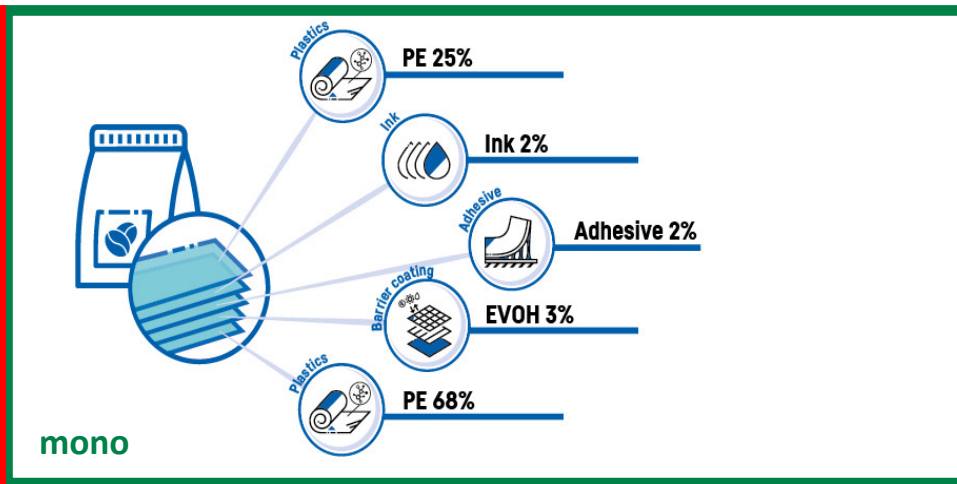 Plastics
PE 25%
Ink
Ink 2%
Adhesive
Adhesive 2%
Barrier coating
EVOH 3%
Plastics
PE 68%
mono